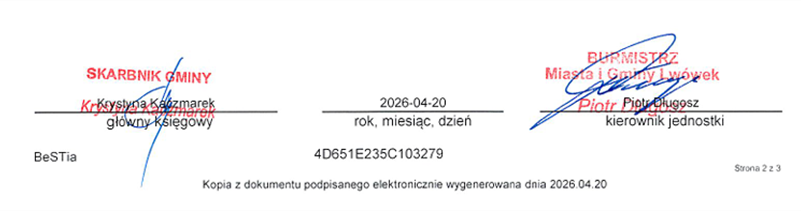 SKARBNIK GMINY
Krystyna Kaczmarek
Krystyna Kaczmarek
główny księgowy
2026-04-20
rok, miesiąc, dzień
BURMISTRZ
Miasta i Gminy Lwówek
Piotr Długosz
Piotr Długosz
kierownik jednostki
BeSTia
4D651E235C103279
Strona 2 z 3
Kopia z dokumentu podpisanego elektronicznie wygenerowana dnia 2026.04.20